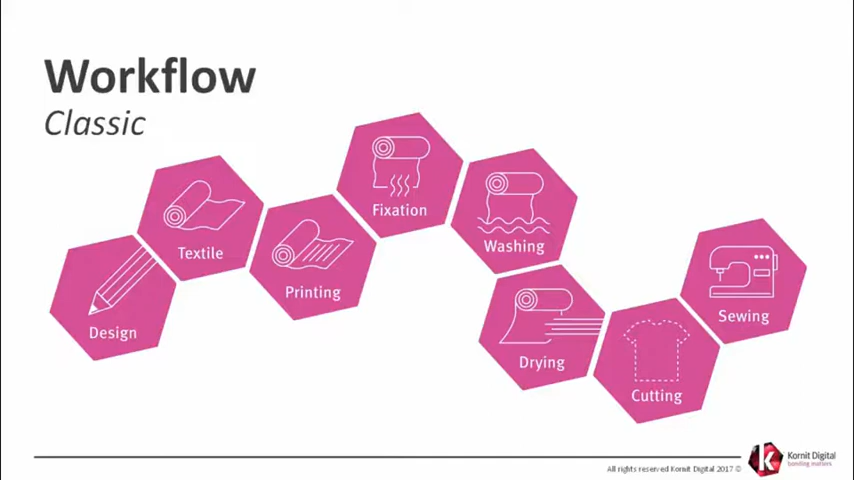 Workflow
Classic
Design
Textile
Printing
Fixation
Washing
Drying
Cutting
Sewing
All rights reserved Kornit Digital 2017 ©
Kornit Digital
bonding matters